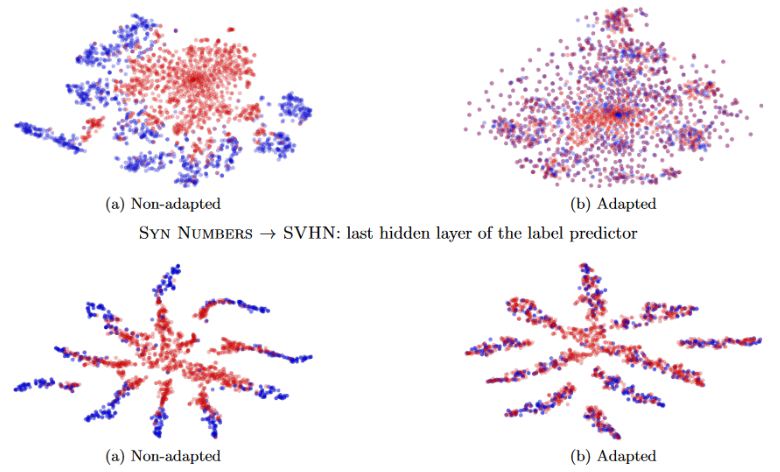 (a) Non-adapted
(b) Adapted
Syn Numbers → SVHN: last hidden layer of the label predictor
(a) Non-adapted
(b) Adapted